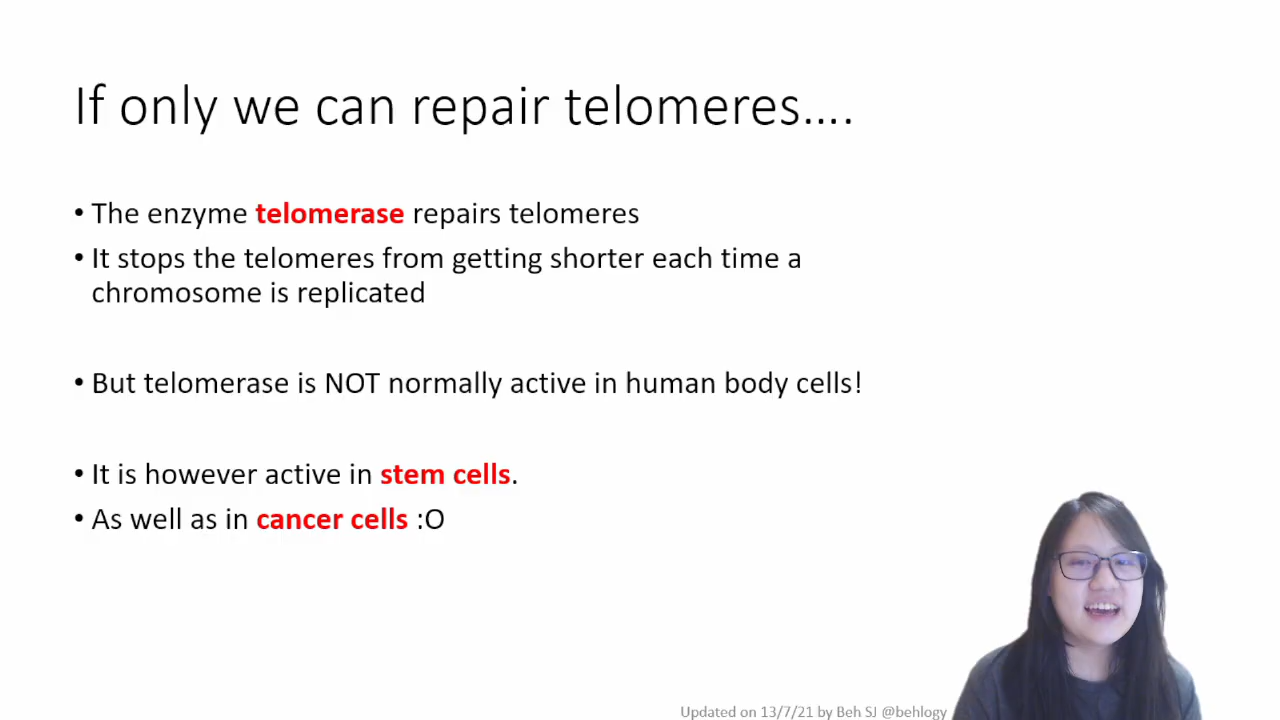 If only we can repair telomeres....
• The enzyme telomerase repairs telomeres
• It stops the telomeres from getting shorter each time a
chromosome is replicated
• But telomerase is NOT normally active in human body cells!
• It is however active in stem cells.
• As well as in cancer cells :O
Updated on 13/7/21 by Beh SJ @behlogy